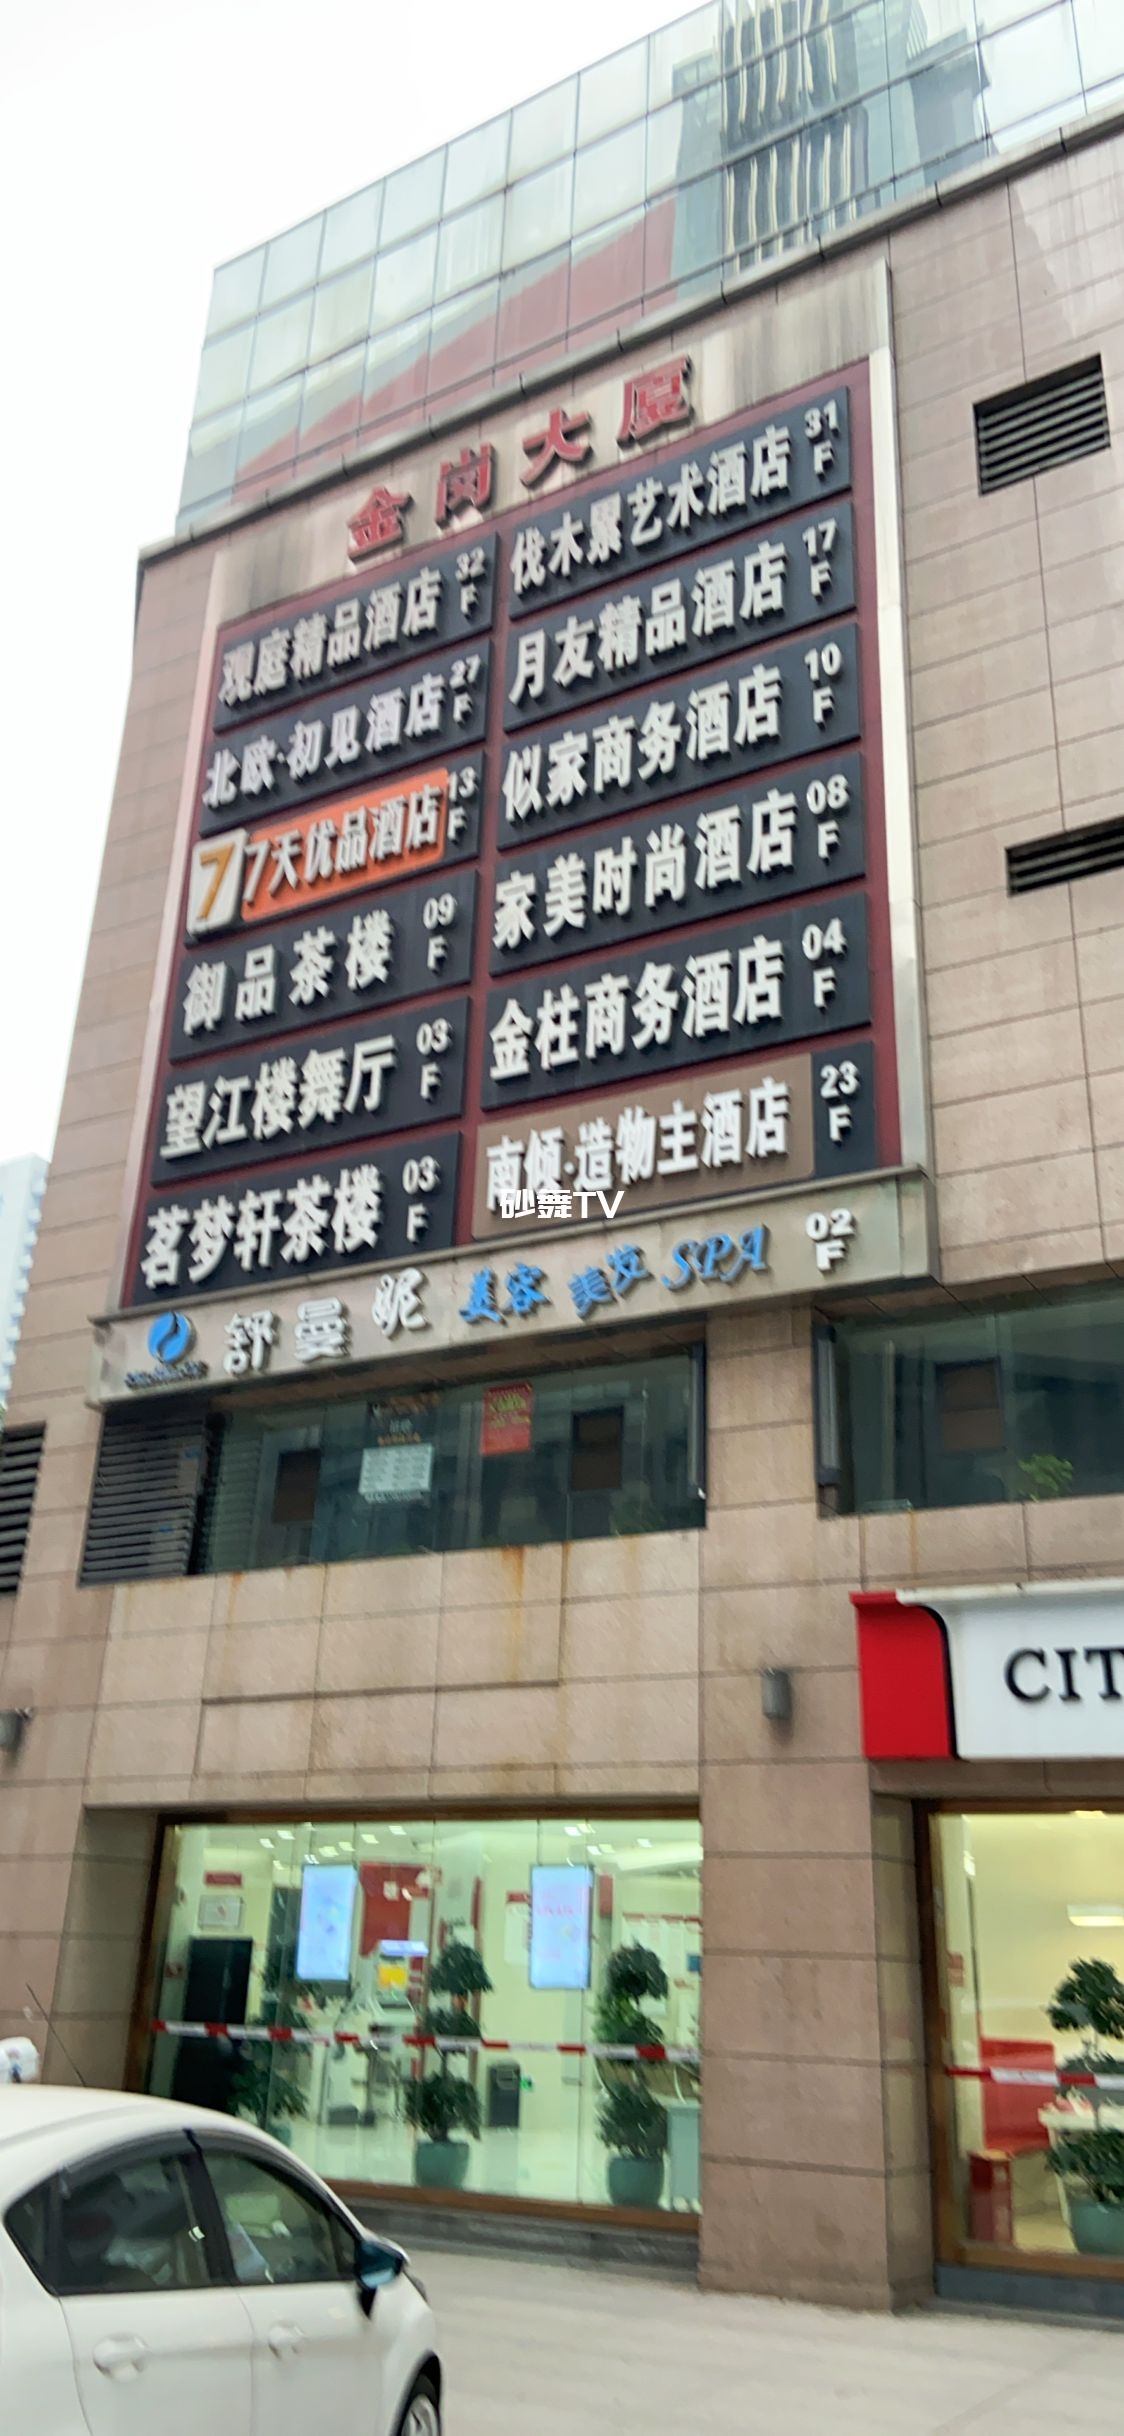 金岗大厦
观庭精品酒店 32F
伐木累艺术酒店 31F
北欧·初见酒店 27F
月友精品酒店 17F
7 7天优品酒店 13F
似家商务酒店 10F
御品茶楼 09F
家美时尚酒店 08F
望江楼舞厅 03F
金柱商务酒店 04F
茗梦轩茶楼 03F
南倾·造物主酒店 23F
砂舞TV
舒曼妮 美容 美发 SPA 02F
CIT